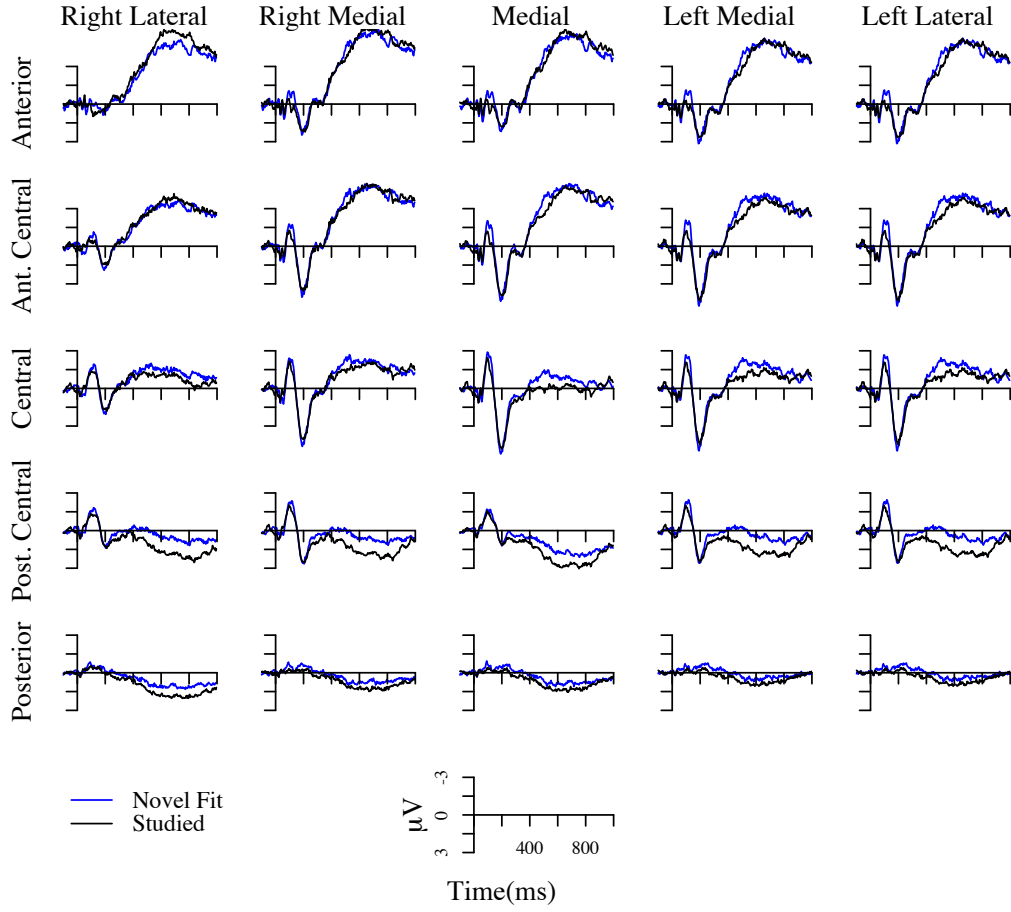 Right Lateral Right Medial Medial Left Medial Left Lateral
Anterior
Ant. Central
Central
Post. Central
Posterior
Novel Fit
Studied
μV
-3
0
3
400 800
Time(ms)